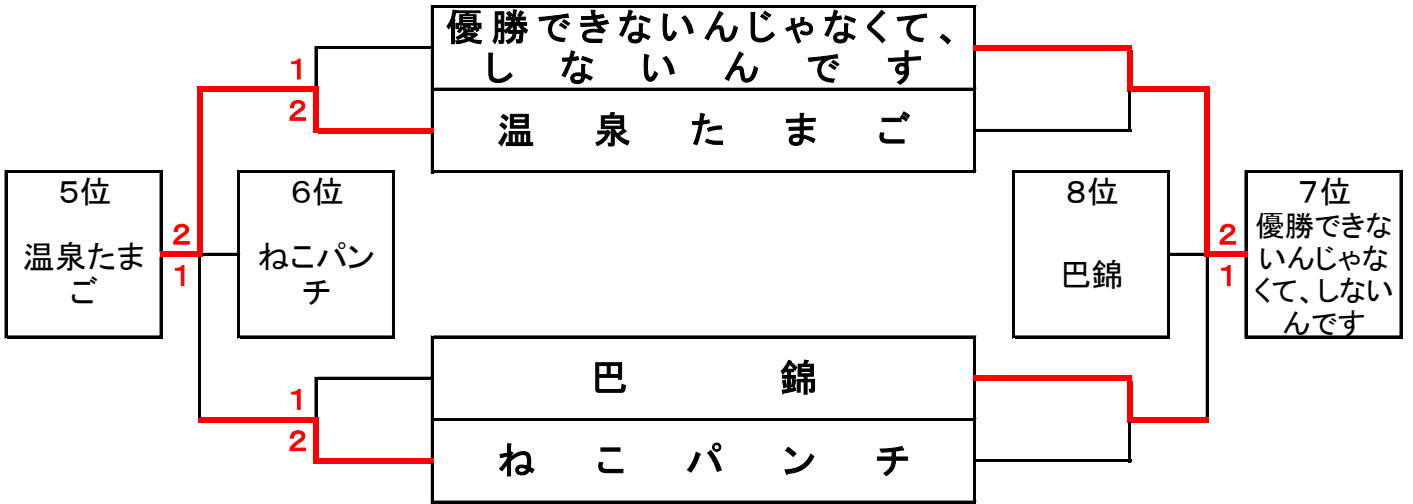 優勝できないんじゃなくて、
しないんです
1
2
温泉たまご
5位
温泉たま
ご
2
1
6位
ねこパン
チ
8位
巴錦
2
1
7位
優勝できな
いんじゃな
くて、しない
んです
巴錦
1
2
ねこパンチ